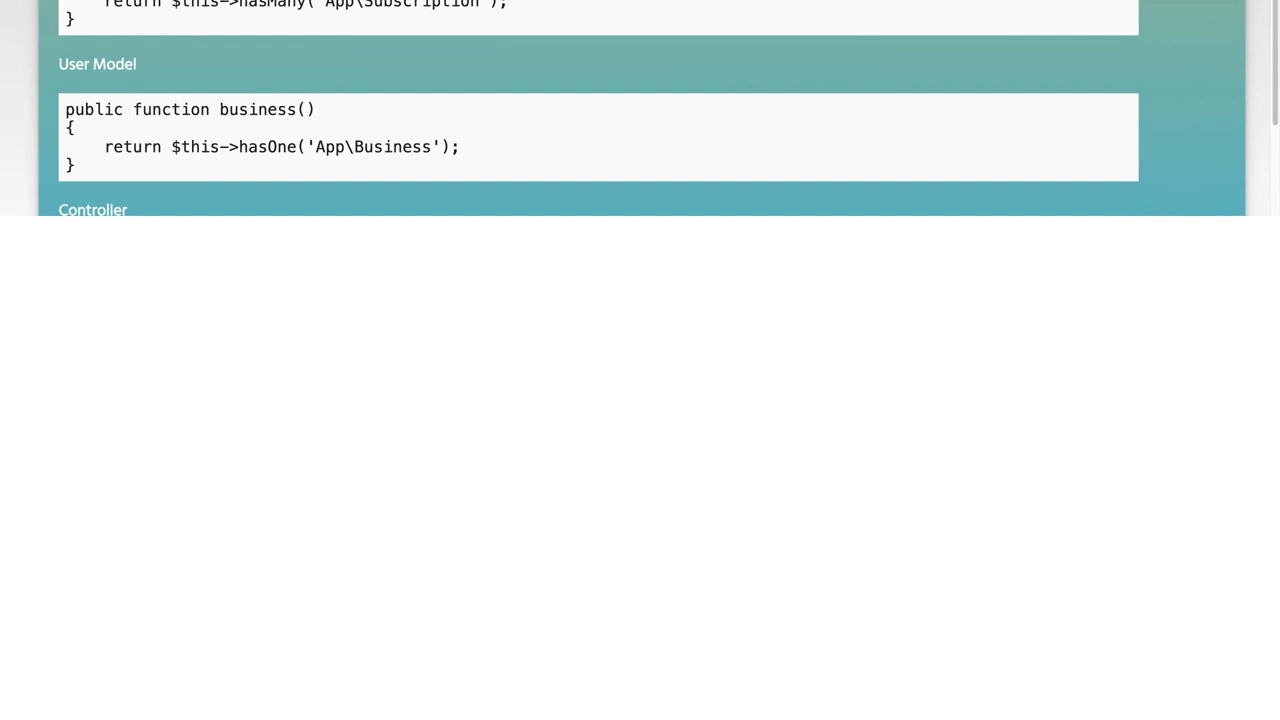 return $this->hasMany('App\Subscription');
}
User Model
public function business()
{
    return $this->hasOne('App\Business');
}
Controller